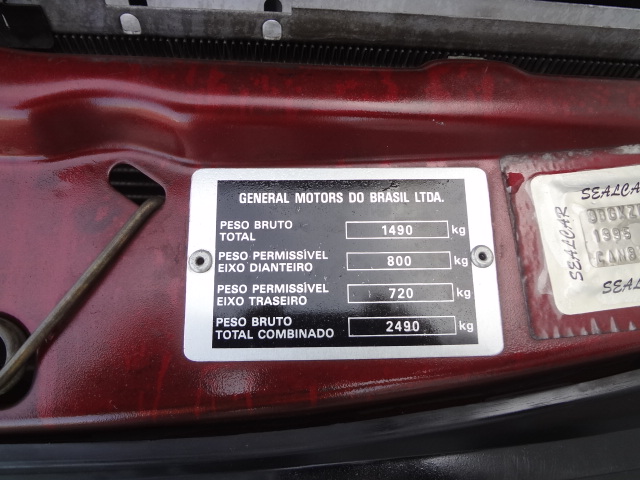 GENERAL MOTORS DO BRASIL LTDA.
PESO BRUTO
TOTAL 1490 kg
PESO PERMISSÍVEL
EIXO DIANTEIRO 800 kg
PESO PERMISSÍVEL
EIXO TRASEIRO 720 kg
PESO BRUTO
TOTAL COMBINADO 2490 kg
SEALCAR
SEALCAR
1995